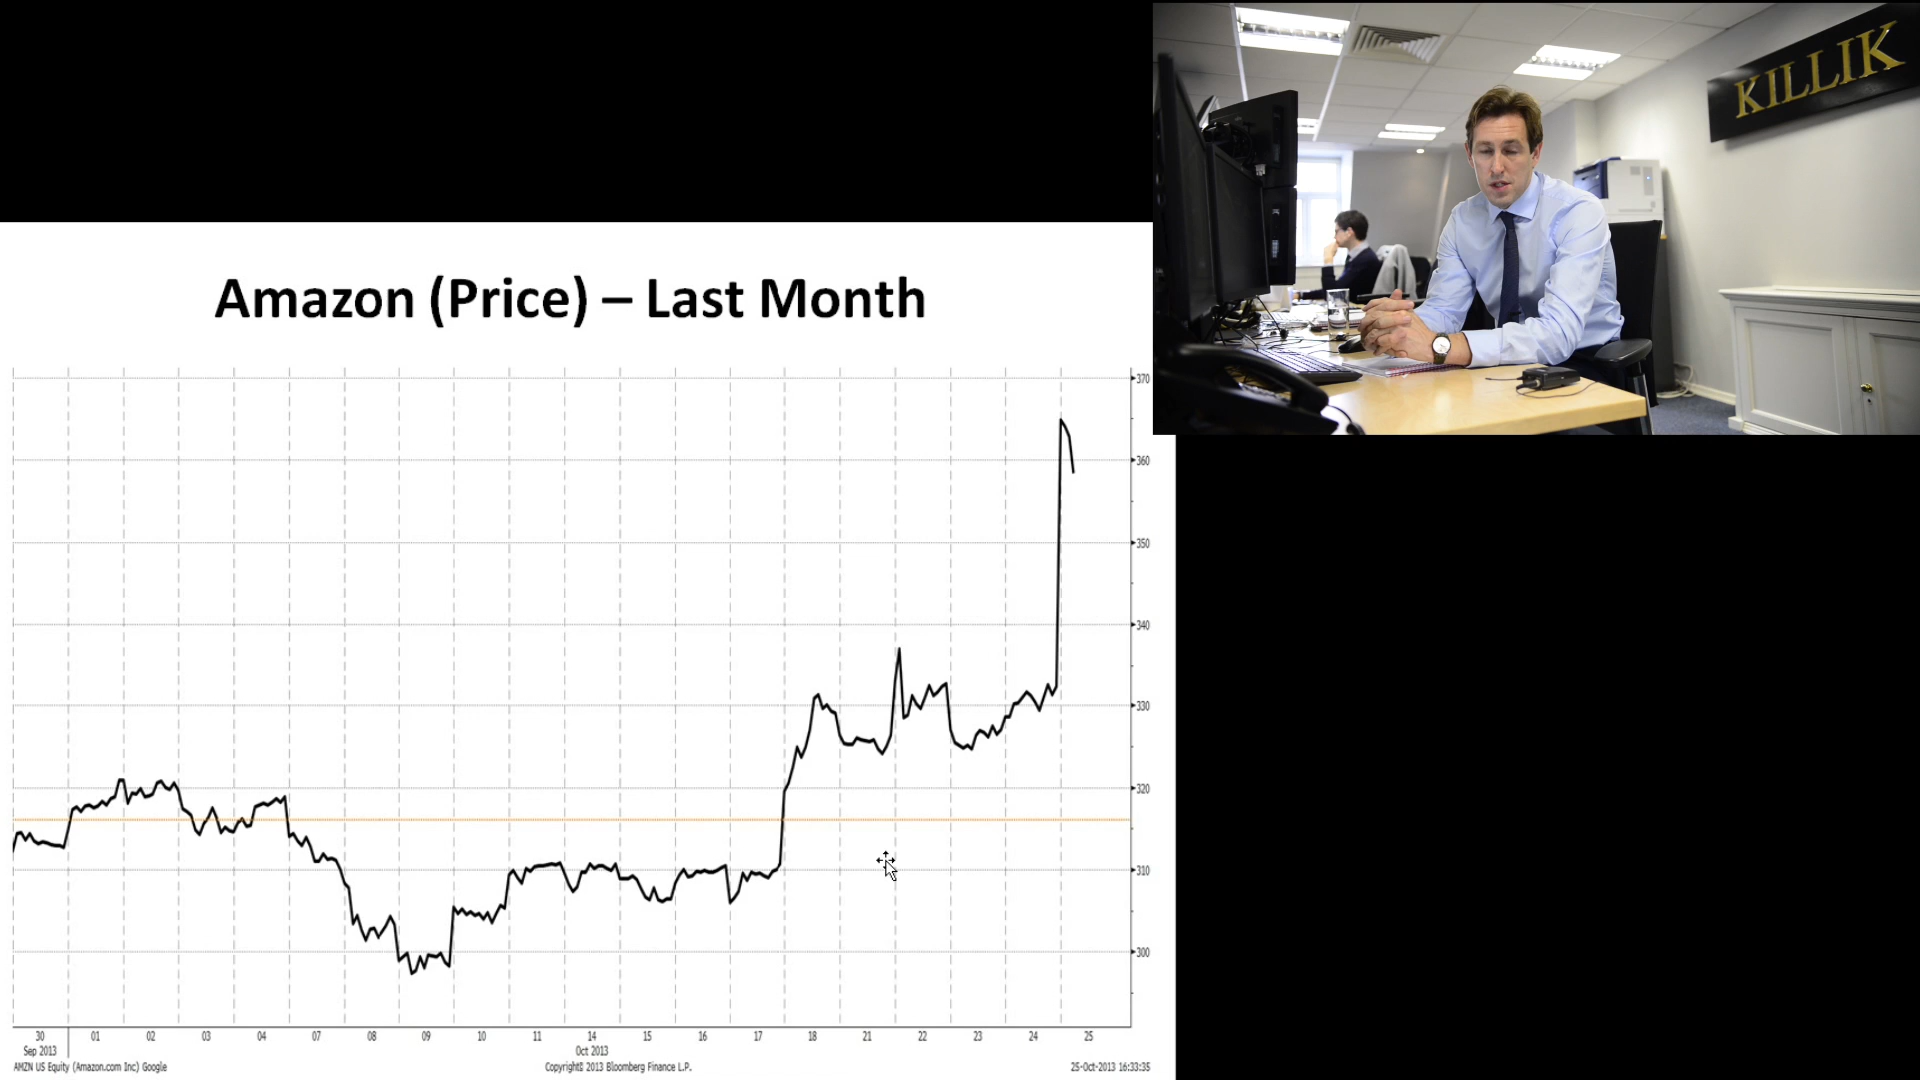 KILLIK
Amazon (Price) – Last Month
370
360
350
340
330
320
310
300
30 01 02 03 04 07 08 09 10 11 14 15 16 17 18 21 22 23 24 25
Sep 2013 Oct 2013
AMZN US Equity (Amazon.com Inc) Google Copyright© 2013 Bloomberg Finance L.P. 25-Oct-2013 16:33:35